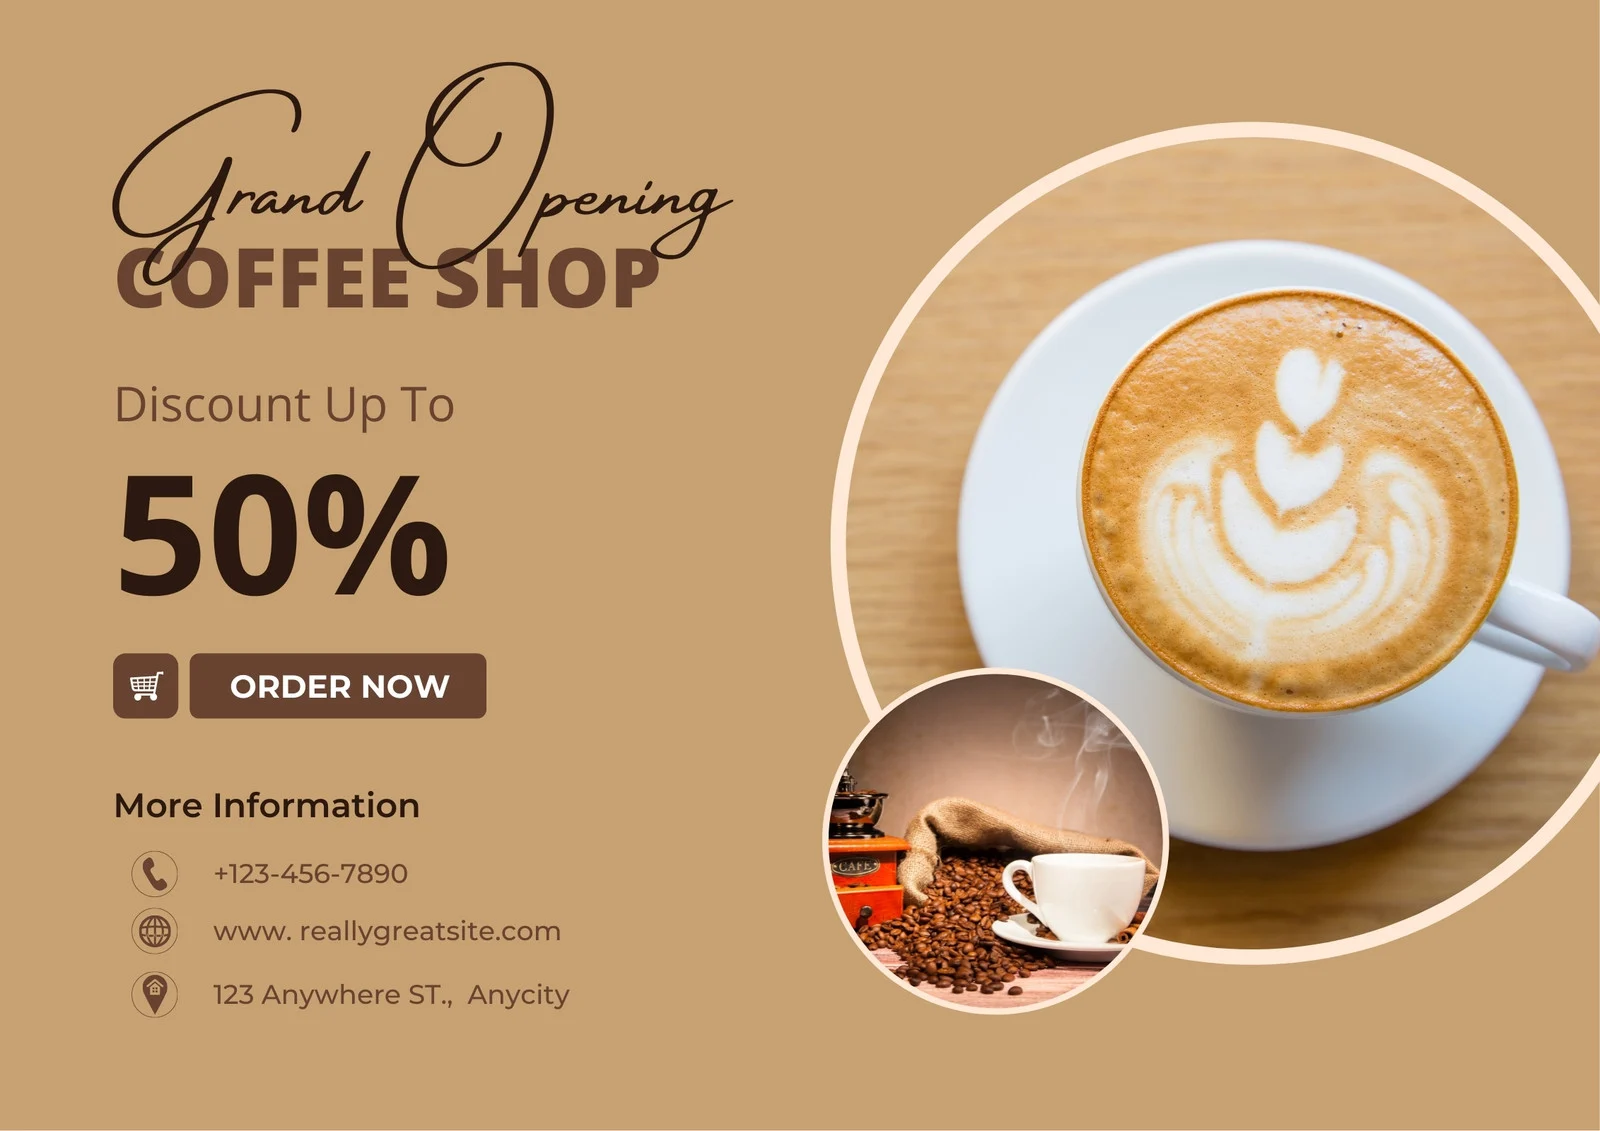 Grand Opening
COFFEE SHOP
Discount Up To
50%
ORDER NOW
More Information
+123-456-7890
www. reallygreatsite.com
123 Anywhere ST.,  Anycity
CAFE